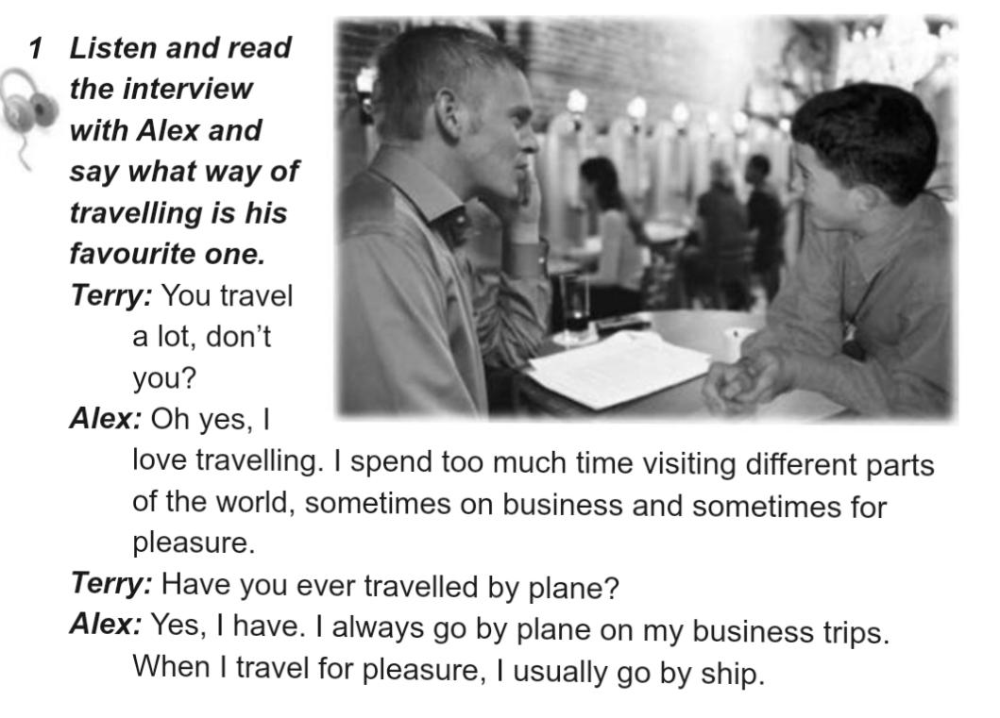 1 Listen and read
the interview
with Alex and
say what way of
travelling is his
favourite one.
Terry: You travel
a lot, don't
you?
Alex: Oh yes, I
love travelling. I spend too much time visiting different parts
of the world, sometimes on business and sometimes for
pleasure.
Terry: Have you ever travelled by plane?
Alex: Yes, I have. I always go by plane on my business trips.
When I travel for pleasure, I usually go by ship.